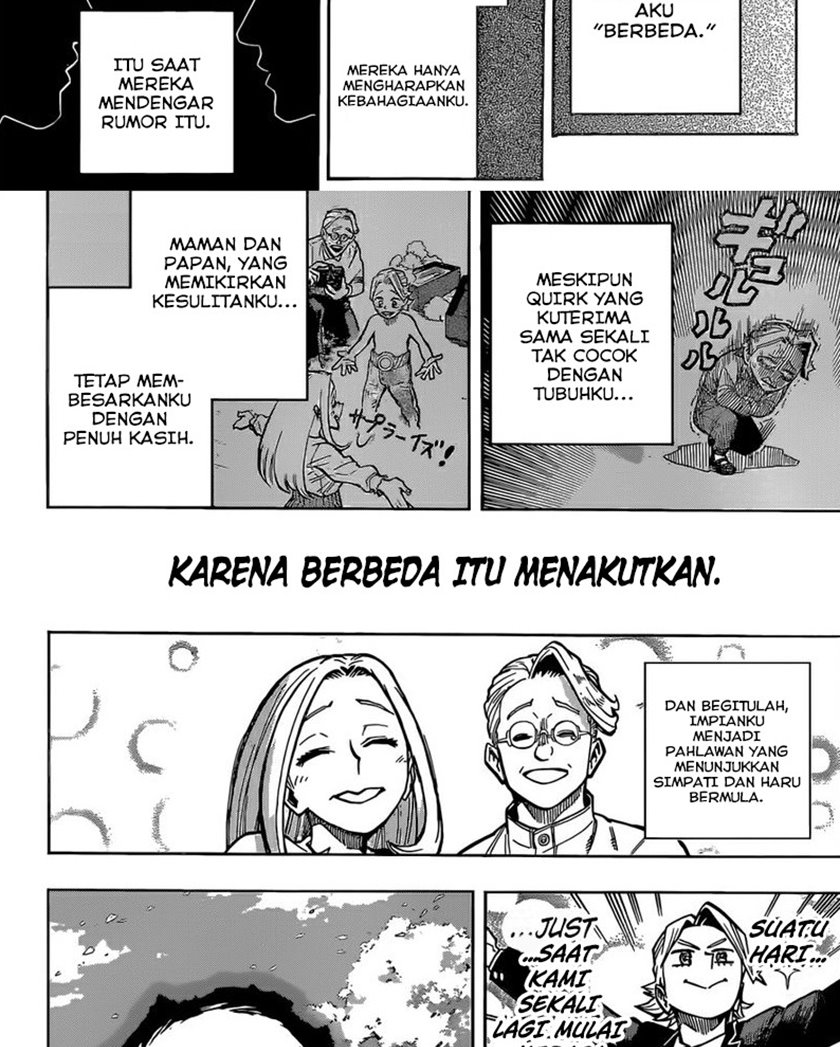 AKU
"BERBEDA."
MEREKA HANYA
MENGHARAPKAN
KEBAHAGIAANKU.
ITU SAAT
MEREKA
MENDENGAR
RUMOR ITU.
ギュルルルル
MESKIPUN
QUIRK YANG
KUTERIMA
SAMA SEKALI
TAK COCOK
DENGAN
TUBUHKU...
MAMAN DAN
PAPAN, YANG
MEMIKIRKAN
KESULITANKU...
サプラーイズ!
TETAP MEM-
BESARKANKU
DENGAN
PENUH KASIH.
KARENA BERBEDA ITU MENAKUTKAN.
DAN BEGITULAH,
IMPIANKU
MENJADI
PAHLAWAN YANG
MENUNJUKKAN
SIMPATI DAN HARU
BERMULA.
SUATU
HARI...
...JUST
...SAAT
KAMI
SEKALI
LAGI MULAI